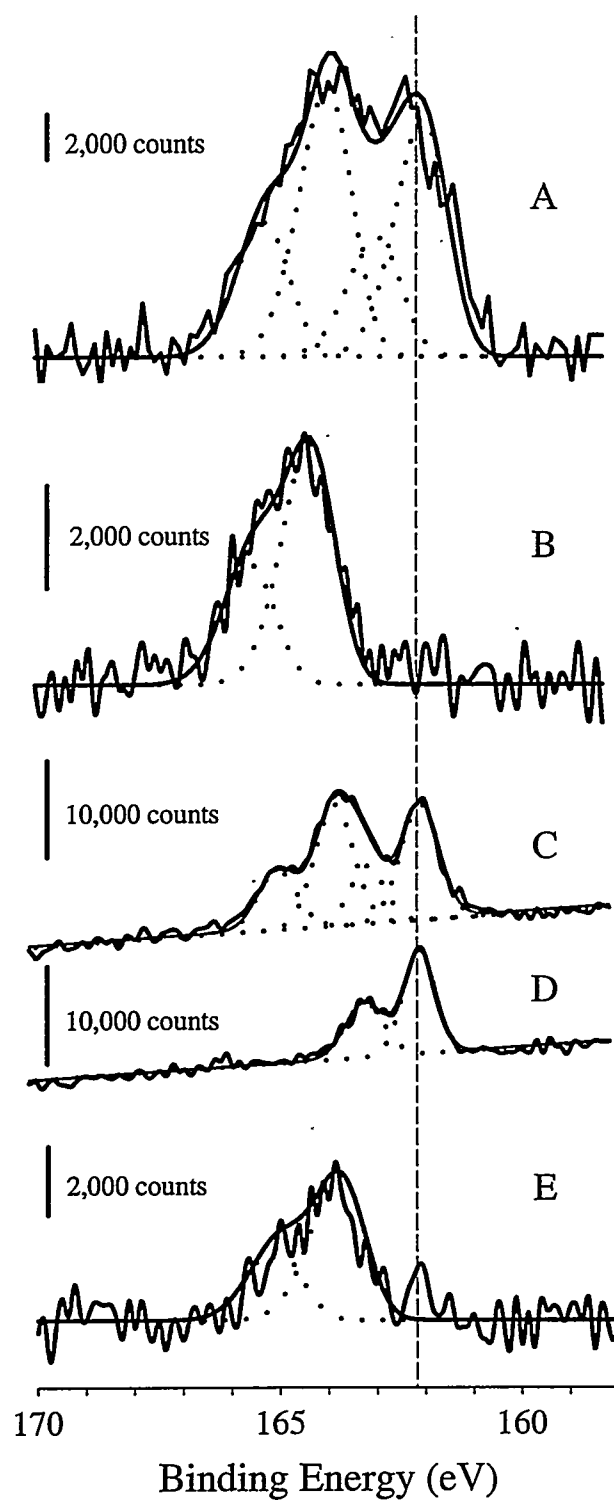 2,000 counts
A
2,000 counts
B
10,000 counts
C
10,000 counts
D
2,000 counts
E
170 165 160
Binding Energy (eV)